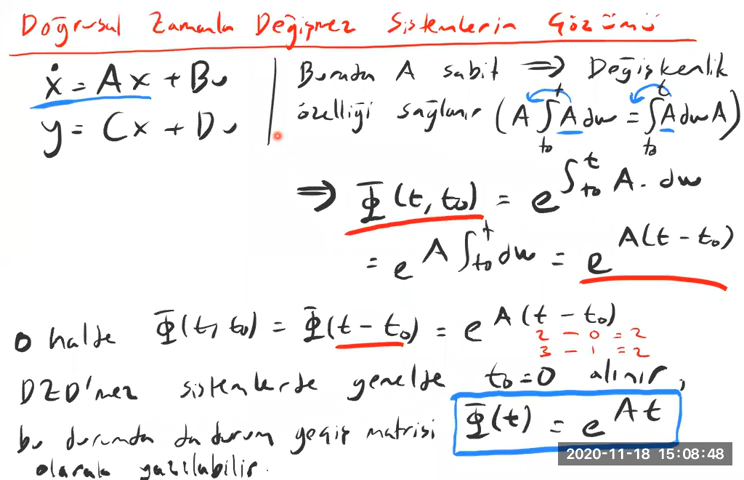 Doğrusal Zamanla Değişmez Sistemlerin Çözümü
ẋ = Ax + Bu
y = Cx + Du
Burada A sabit ⇒ Değişkenlik
özelliği sağlanır (A ∫_{t0}^{t} A dw = ∫_{t0}^{t} A dw A)
⇒ Φ(t, t0) = e^{∫_{t0}^{t} A. dw}
= e^{A ∫_{t0}^{t} dw} = e^{A(t - t0)}
O halde Φ(t, t0) = Φ(t - t0) = e^{A(t - t0)}
2 - 0 = 2
3 - 1 = 2
DZD'mez sistemlerde genelde t0=0 alınır,
bu durumda da durum geçiş matrisi Φ(t) = e^{At}
olarak yazılabilir.
2020-11-18 15:08:48